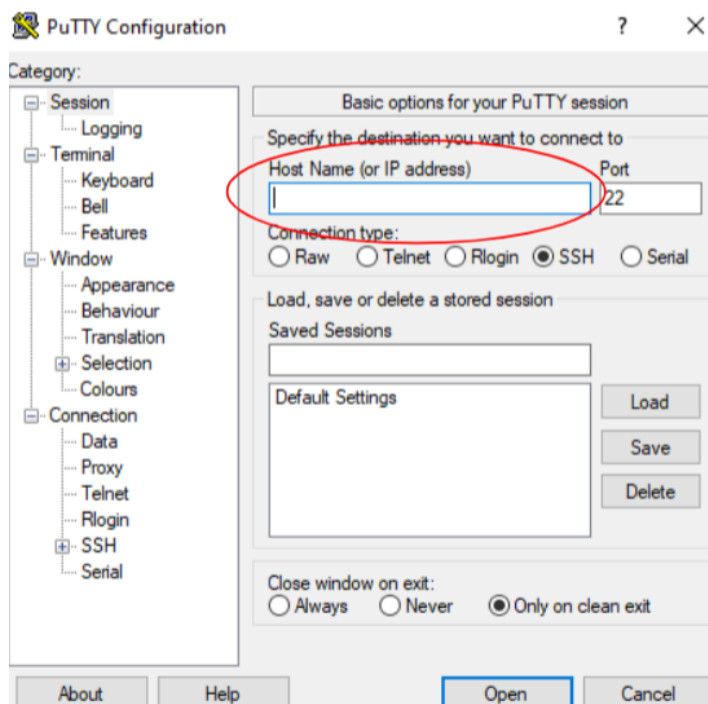 PuTTY Configuration
?
Category:
Session
Logging
Terminal
Keyboard
Bell
Features
Window
Appearance
Behaviour
Translation
Selection
Colours
Connection
Data
Proxy
Telnet
Rlogin
SSH
Serial
Basic options for your PuTTY session
Specify the destination you want to connect to
Host Name (or IP address) Port
22
Connection type:
Raw Telnet Rlogin SSH Serial
Load, save or delete a stored session
Saved Sessions
Default Settings
Load
Save
Delete
Close window on exit:
Always Never Only on clean exit
About Help Open Cancel